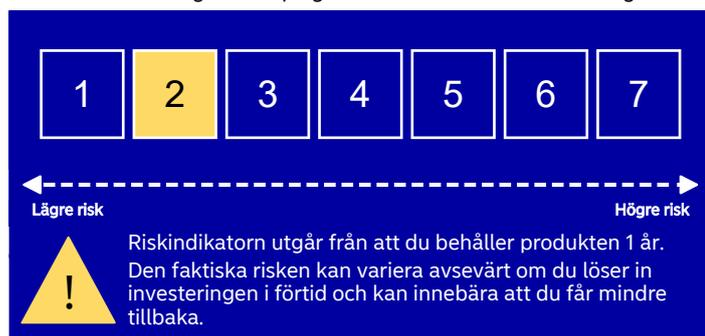 1 2 3 4 5 6 7
Lägre risk Högre risk
!
Riskindikatorn utgår från att du behåller produkten 1 år.
Den faktiska risken kan variera avsevärt om du löser in
investeringen i förtid och kan innebära att du får mindre
tillbaka.